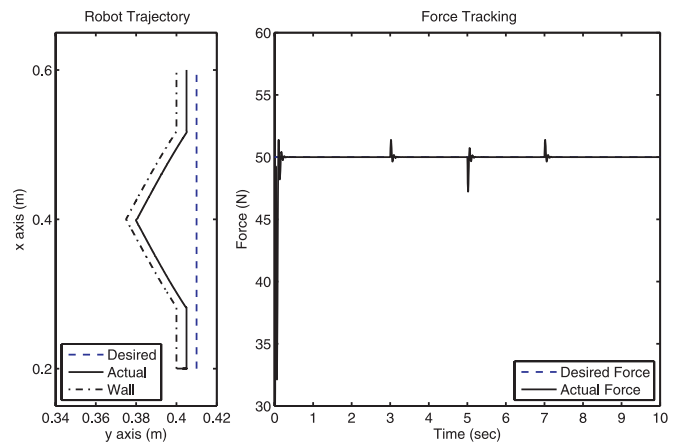 Robot Trajectory
0.6
0.4
0.2
x axis (m)
0.34
0.36
0.38
0.4
0.42
y axis (m)
Desired
Actual
Wall
Force Tracking
60
55
50
45
40
35
30
Force (N)
0
1
2
3
4
5
6
7
8
9
10
Time (sec)
Desired Force
Actual Force